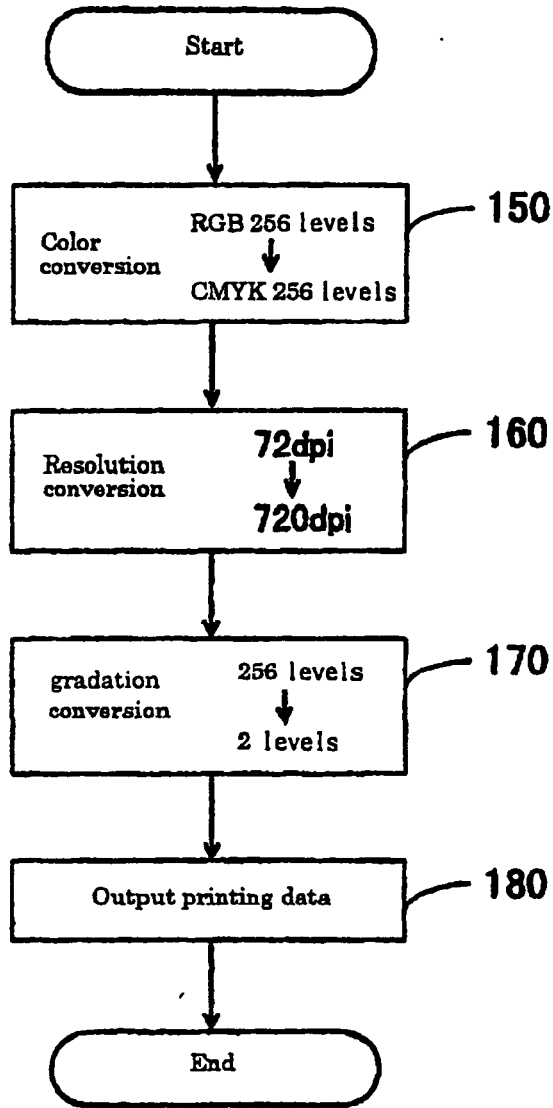 Start
150
Color
conversion
RGB 256 levels
CMYK 256 levels
160
Resolution
conversion
72dpi
720dpi
170
gradation
conversion
256 levels
2 levels
180
Output printing data
End